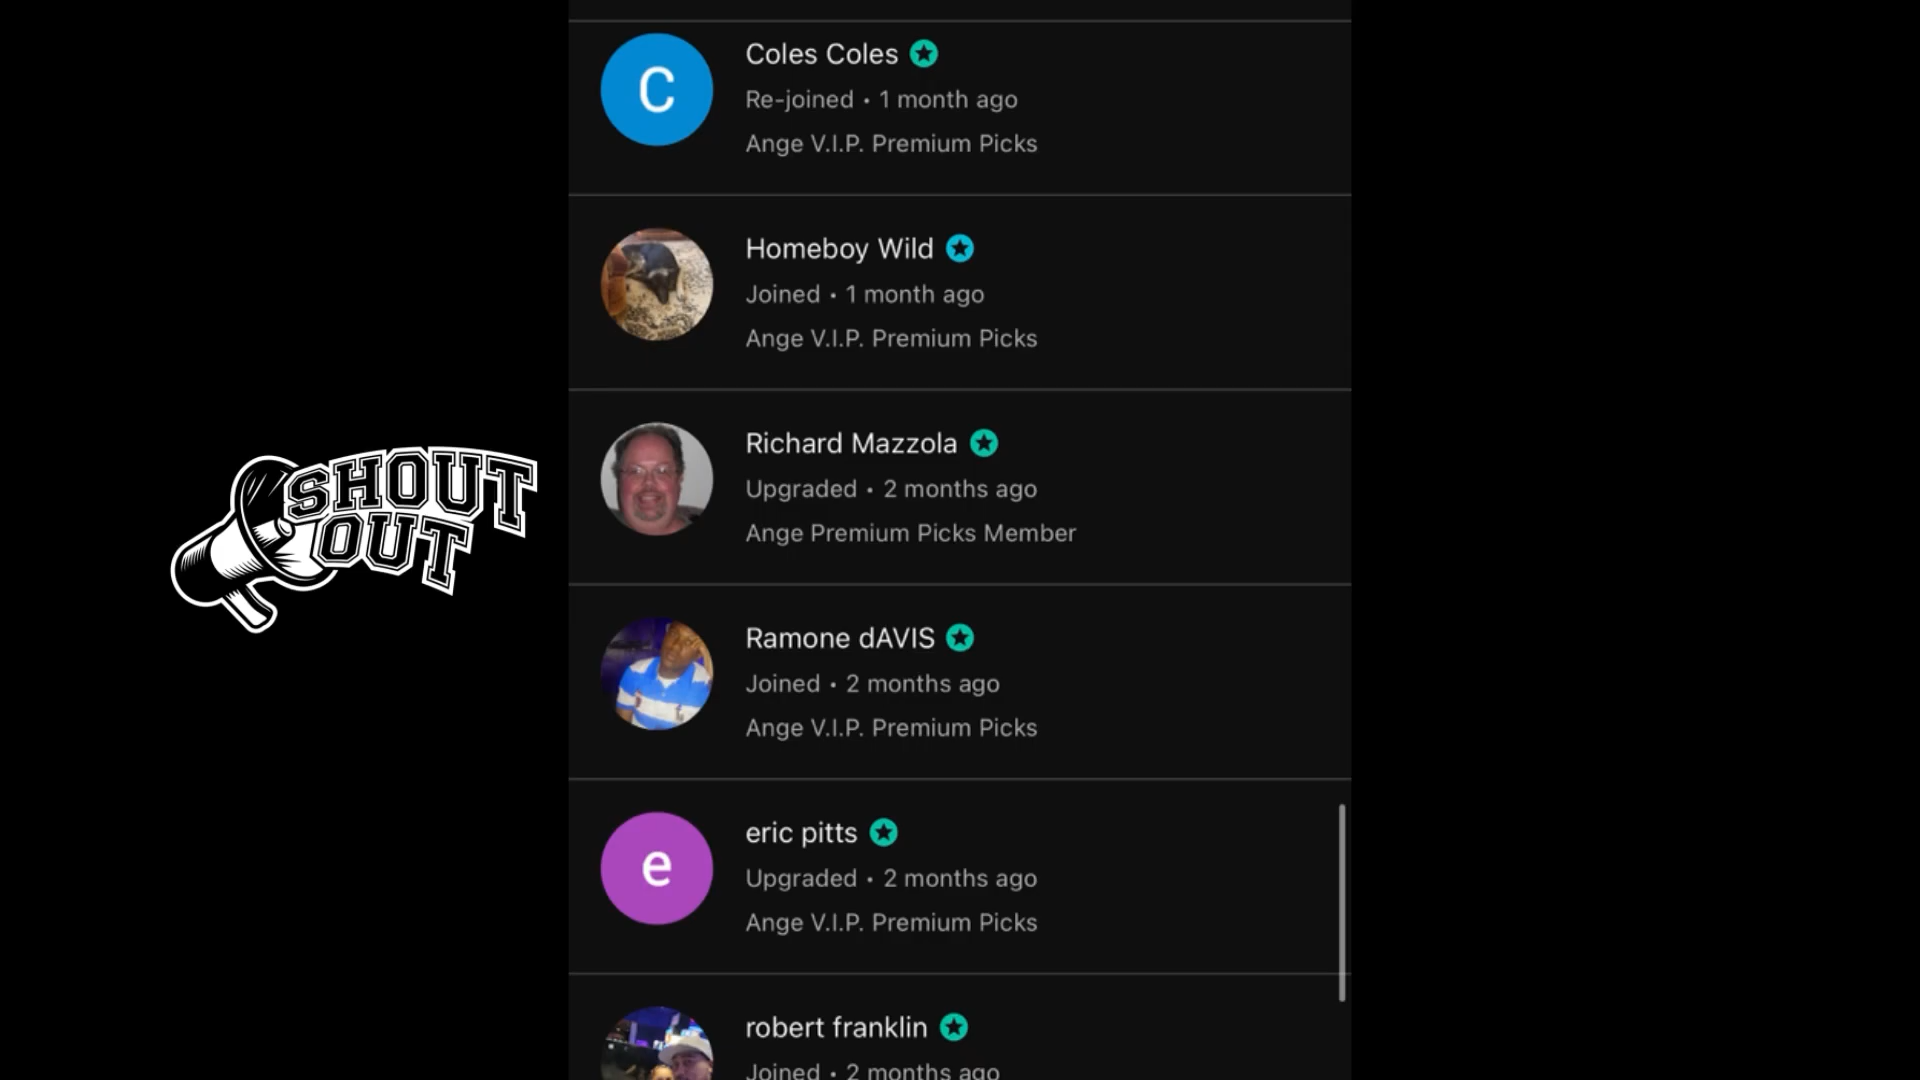 Coles Coles
Re-joined • 1 month ago
Ange V.I.P. Premium Picks
Homeboy Wild
Joined • 1 month ago
Ange V.I.P. Premium Picks
SHOUT
OUT
Richard Mazzola
Upgraded • 2 months ago
Ange Premium Picks Member
Ramone dAVIS
Joined • 2 months ago
Ange V.I.P. Premium Picks
eric pitts
Upgraded • 2 months ago
Ange V.I.P. Premium Picks
robert franklin
Joined • 2 months ago
C
e